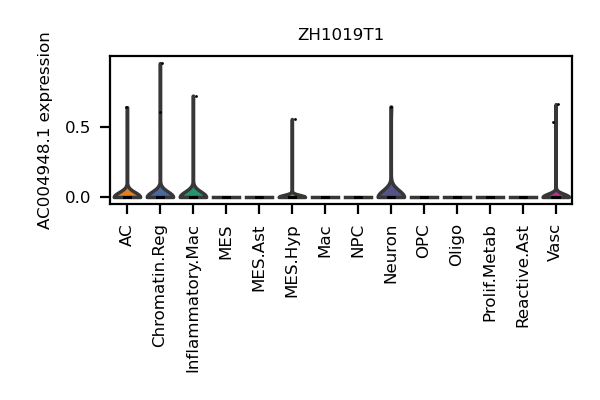 ZH1019T1
AC004948.1 expression
0.5
0.0
AC
Chromatin.Reg
Inflammatory.Mac
MES
MES.Ast
MES.Hyp
Mac
NPC
Neuron
OPC
Oligo
Prolif.Metab
Reactive.Ast
Vasc